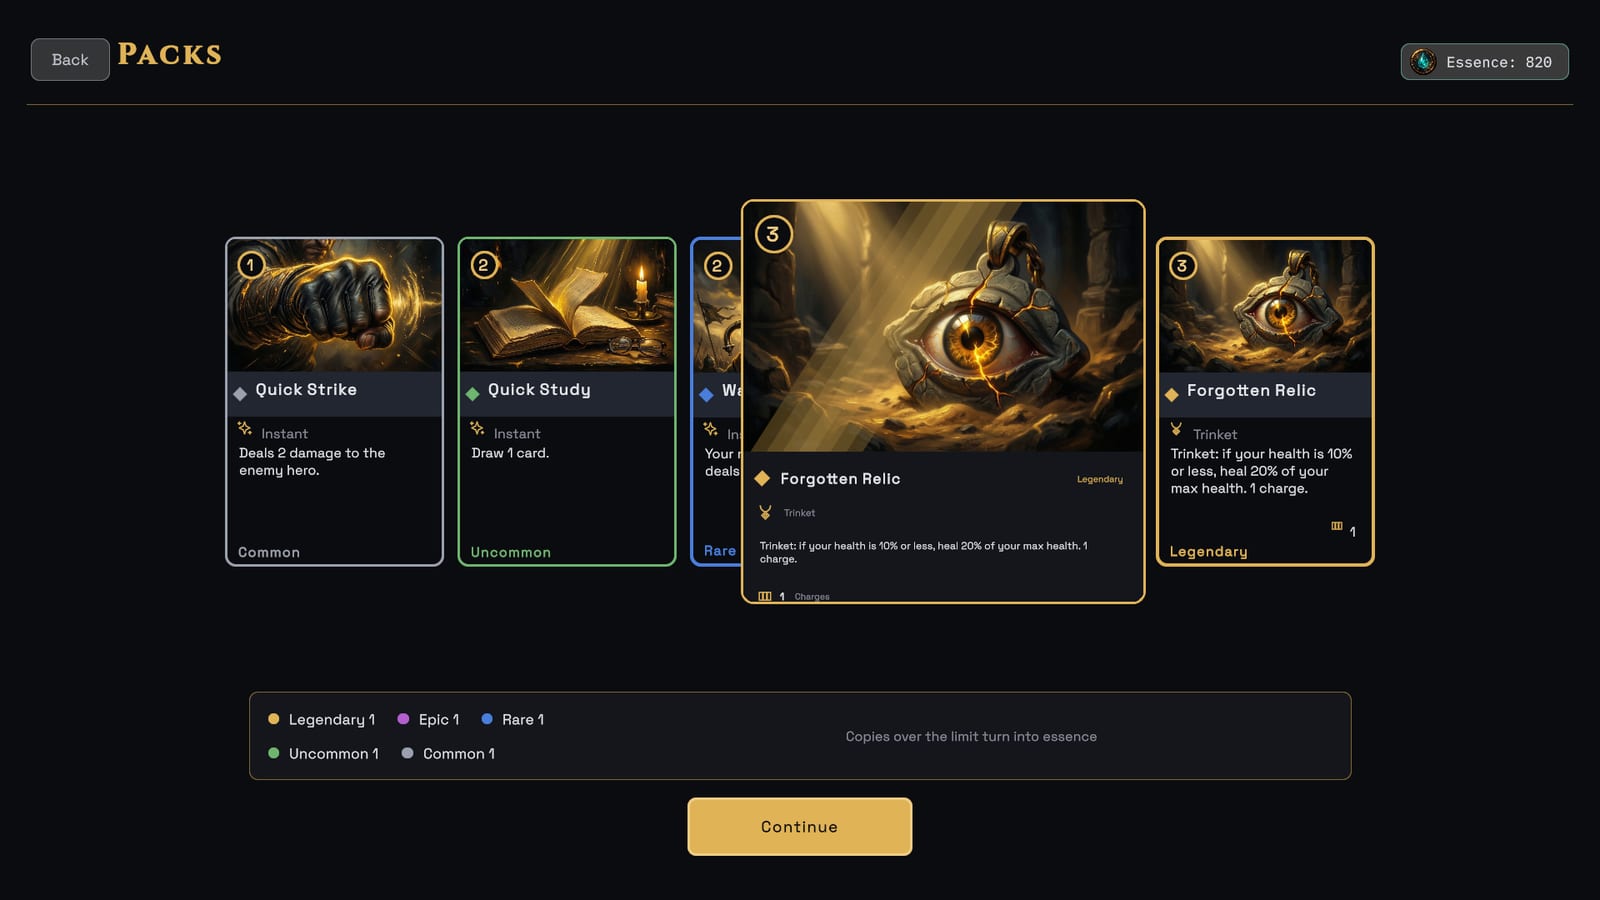 Back
Packs
Essence: 820
1
Quick Strike
Instant
Deals 2 damage to the
enemy hero.
Common
2
Quick Study
Instant
Draw 1 card.
Uncommon
2
Your
deals
Rare
3
Forgotten Relic
Legendary
Trinket
Trinket: if your health is 10% or less, heal 20% of your max health. 1
charge.
1 Charges
3
Forgotten Relic
Trinket
Trinket: if your health is 10%
or less, heal 20% of your
max health. 1 charge.
1
Legendary
Legendary 1
Epic 1
Rare 1
Uncommon 1
Common 1
Copies over the limit turn into essence
Continue